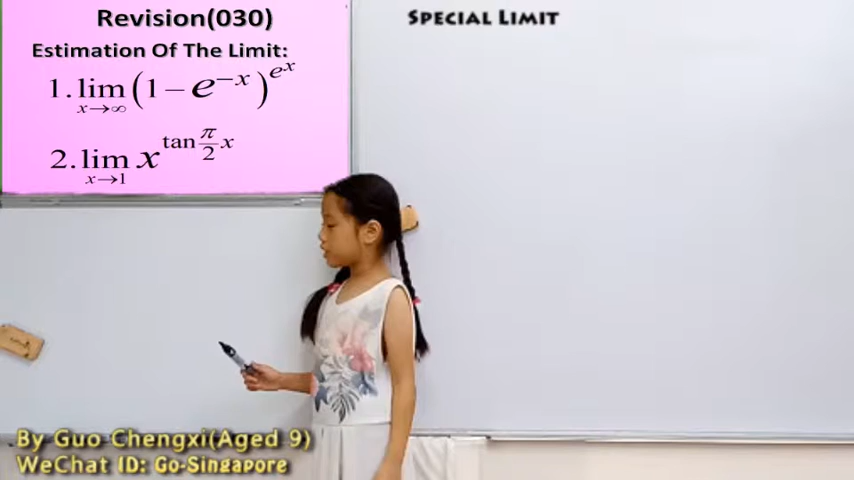 Revision(030)
Estimation Of The Limit:
1. lim_{x→∞} (1 − e^{−x})^{e^x}
2. lim_{x→1} x^{tan \frac{π}{2} x}
SPECIAL LIMIT
By Guo Chengxi(Aged 9)
WeChat ID: Go-Singapore